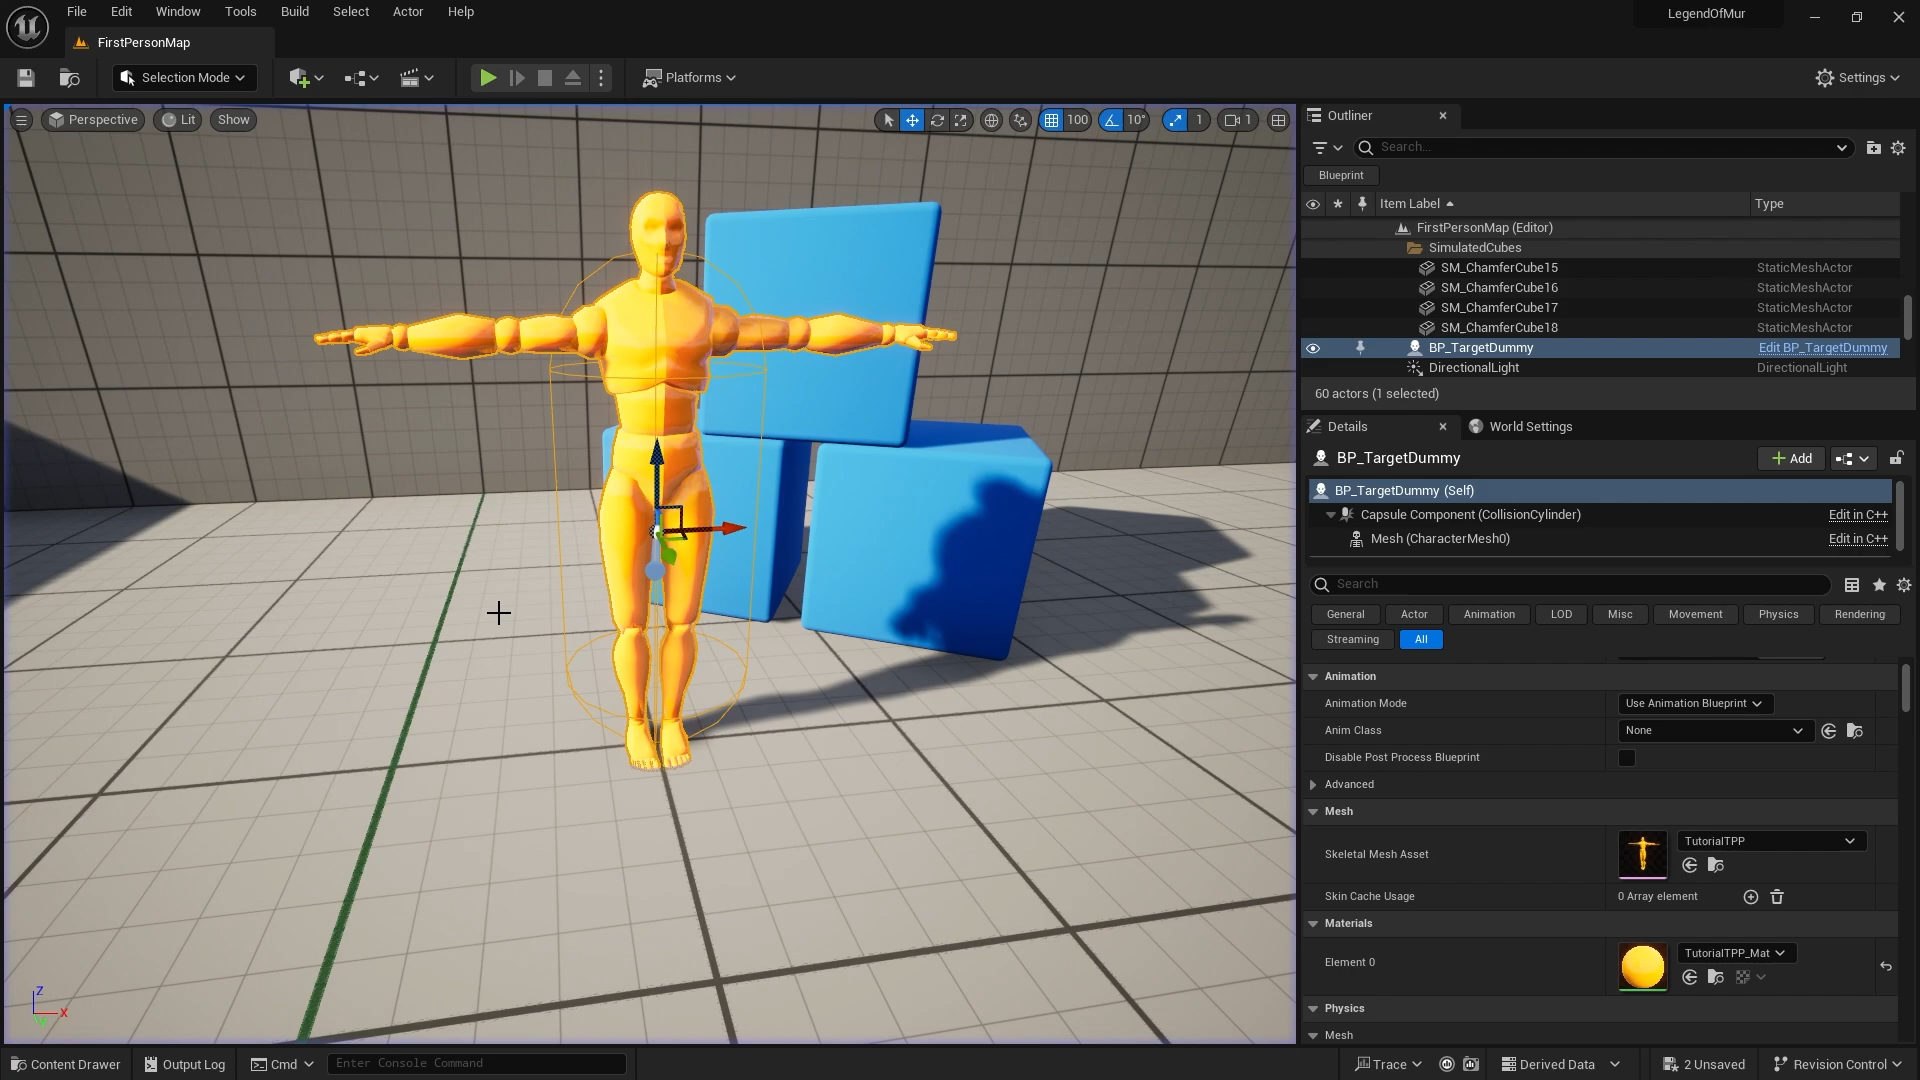 File Edit Window Tools Build Select Actor Help
LegendOfMur
FirstPersonMap
Selection Mode
Platforms
Settings
Perspective Lit Show
100 10° 1 1
Outliner
Search...
Blueprint
Item Label Type
FirstPersonMap (Editor)
SimulatedCubes
SM_ChamferCube15 StaticMeshActor
SM_ChamferCube16 StaticMeshActor
SM_ChamferCube17 StaticMeshActor
SM_ChamferCube18 StaticMeshActor
BP_TargetDummy Edit BP_TargetDummy
DirectionalLight DirectionalLight
60 actors (1 selected)
Details World Settings
BP_TargetDummy
Add
BP_TargetDummy (Self)
Capsule Component (CollisionCylinder) Edit in C++
Mesh (CharacterMesh0) Edit in C++
Search
General Actor Animation LOD Misc Movement Physics Rendering
Streaming All
Animation
Animation Mode Use Animation Blueprint
Anim Class None
Disable Post Process Blueprint
Advanced
Mesh
Skeletal Mesh Asset TutorialTPP
Skin Cache Usage 0 Array element
Materials
Element 0 TutorialTPP_Mat
Physics
Mesh
Z
X
Content Drawer Output Log Cmd Enter Console Command
Trace Derived Data 2 Unsaved Revision Control